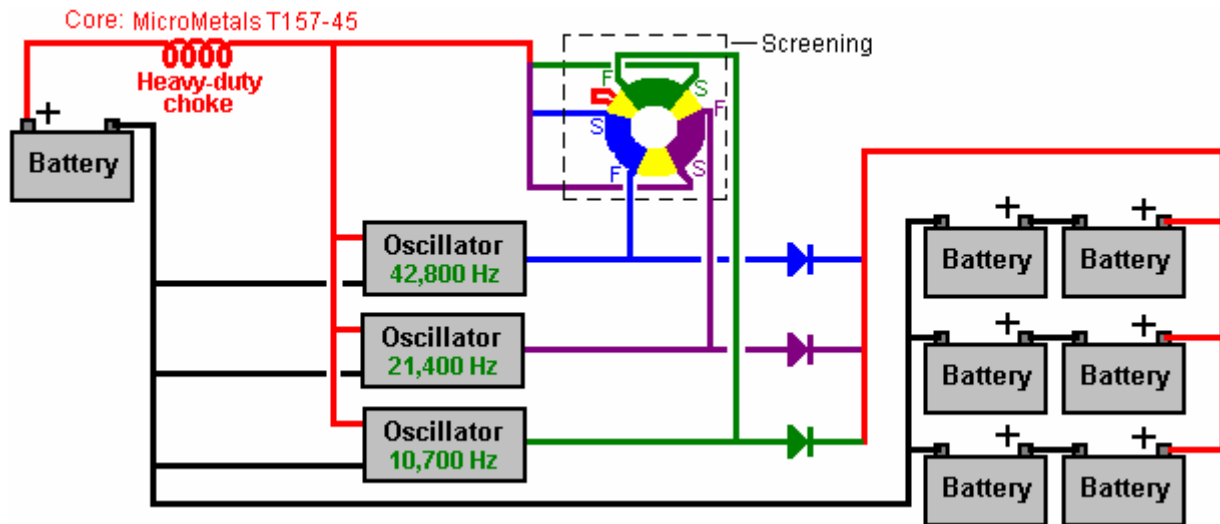 Core: MicroMetals T157-45
Heavy-duty
choke
Screening
F
S
S
F
F
S
+
Battery
Oscillator
42,800 Hz
Oscillator
21,400 Hz
Oscillator
10,700 Hz
+
+
Battery
Battery
+
+
Battery
Battery
+
+
Battery
Battery